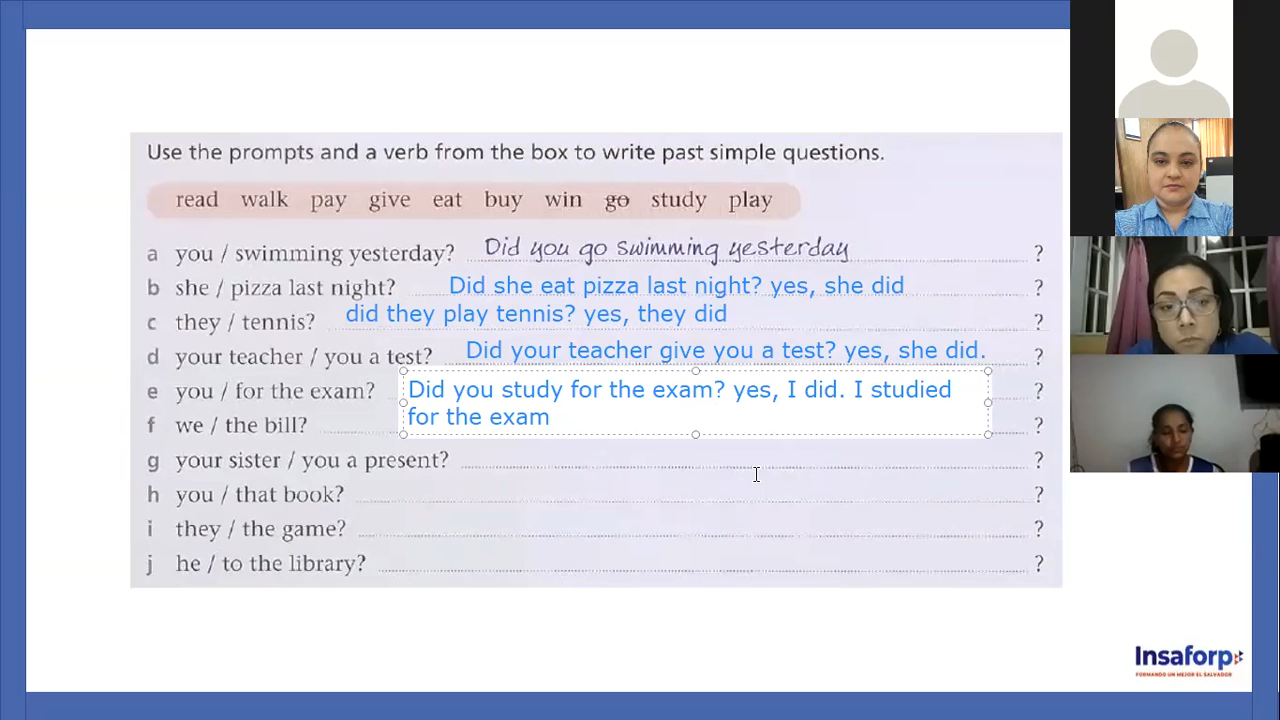 Use the prompts and a verb from the box to write past simple questions.
read walk pay give eat buy win go study play
a you / swimming yesterday? Did you go swimming yesterday ?
b she / pizza last night? Did she eat pizza last night? yes, she did ?
c they / tennis? did they play tennis? yes, they did ?
d your teacher / you a test? Did your teacher give you a test? yes, she did. ?
e you / for the exam? Did you study for the exam? yes, I did. I studied ?
for the exam
f we / the bill? ?
g your sister / you a present? ?
h you / that book? ?
i they / the game? ?
j he / to the library? ?
Insaforp
FORMANDO UN MEJOR EL SALVADOR